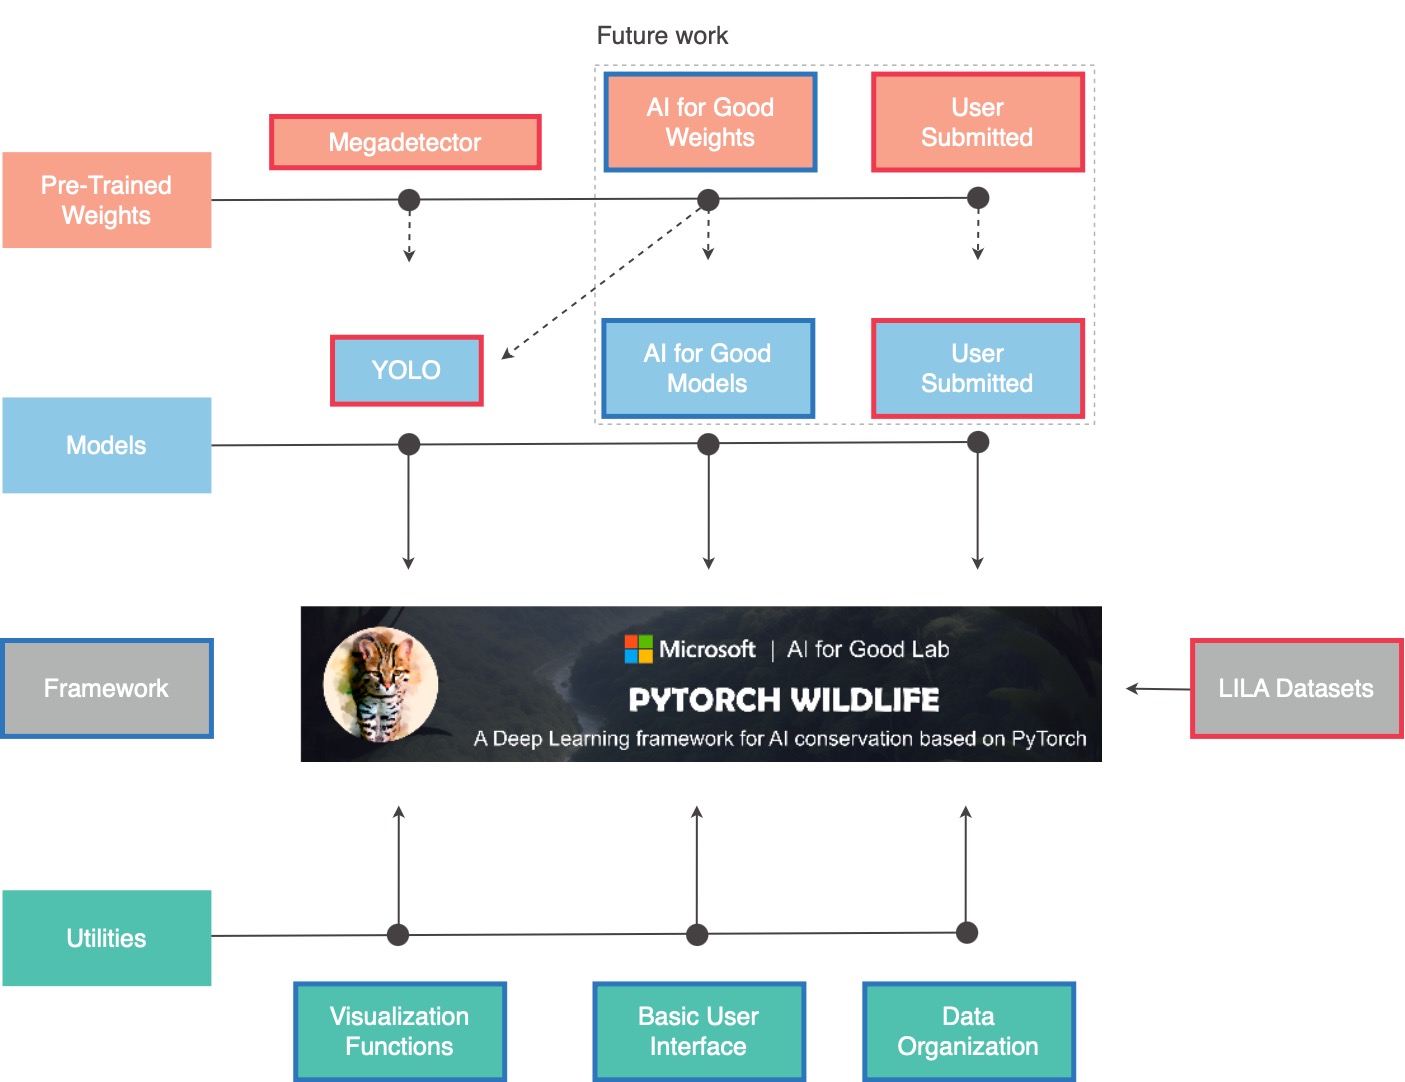 Future work
Megadetector
AI for Good
Weights
User
Submitted
Pre-Trained
Weights
YOLO
AI for Good
Models
User
Submitted
Models
Framework
Microsoft | AI for Good Lab
PYTORCH WILDLIFE
A Deep Learning framework for AI conservation based on PyTorch
LILA Datasets
Utilities
Visualization
Functions
Basic User
Interface
Data
Organization